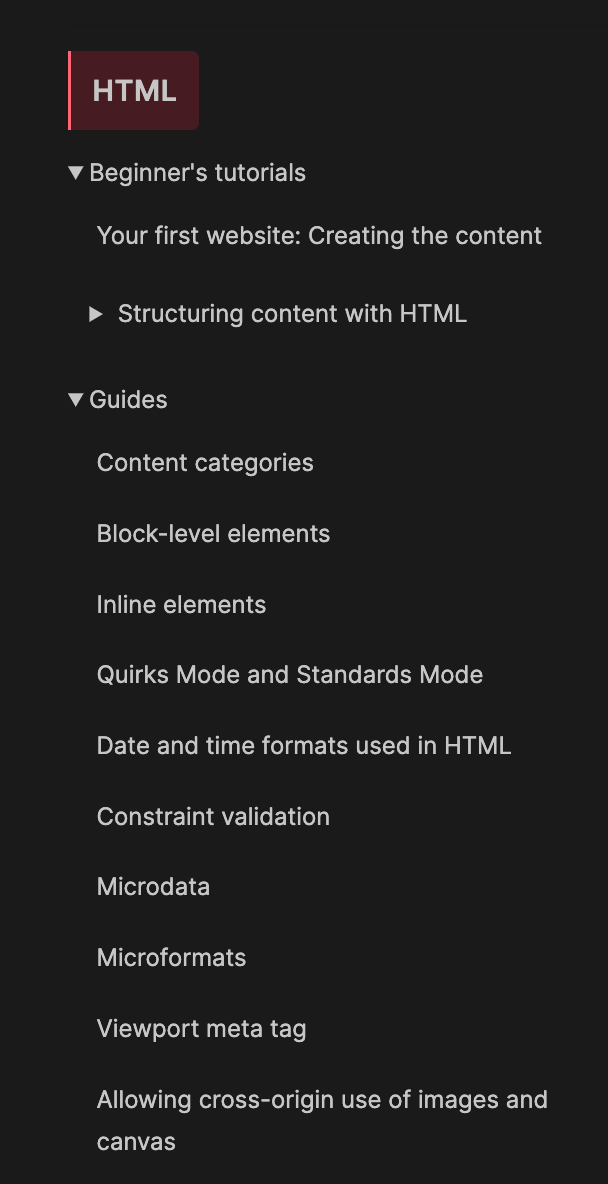 HTML
Beginner's tutorials
Your first website: Creating the content
Structuring content with HTML
Guides
Content categories
Block-level elements
Inline elements
Quirks Mode and Standards Mode
Date and time formats used in HTML
Constraint validation
Microdata
Microformats
Viewport meta tag
Allowing cross-origin use of images and
canvas